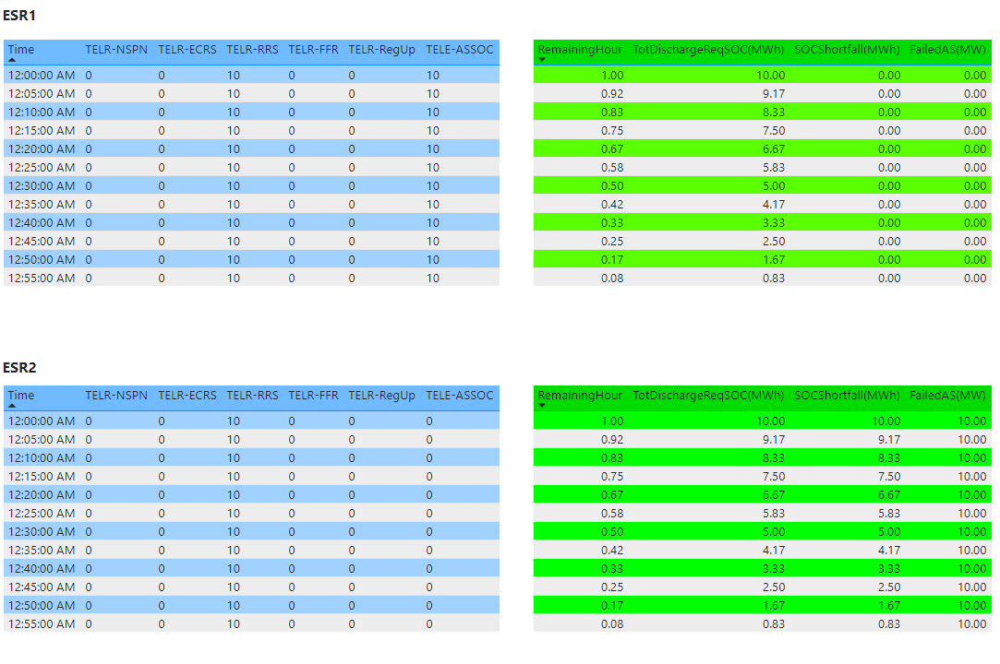 ESR1
Time TELR-NSPN TELR-ECRS TELR-RRS TELR-FFR TELR-RegUp TELE-ASSOC RemainingHour TotDischargeReqSOC(MWh) SOCShortfall(MWh) FailedAS(MW)
12:00:00 AM 0 0 10 0 0 10 1.00 10.00 0.00 0.00
12:05:00 AM 0 0 10 0 0 10 0.92 9.17 0.00 0.00
12:10:00 AM 0 0 10 0 0 10 0.83 8.33 0.00 0.00
12:15:00 AM 0 0 10 0 0 10 0.75 7.50 0.00 0.00
12:20:00 AM 0 0 10 0 0 10 0.67 6.67 0.00 0.00
12:25:00 AM 0 0 10 0 0 10 0.58 5.83 0.00 0.00
12:30:00 AM 0 0 10 0 0 10 0.50 5.00 0.00 0.00
12:35:00 AM 0 0 10 0 0 10 0.42 4.17 0.00 0.00
12:40:00 AM 0 0 10 0 0 10 0.33 3.33 0.00 0.00
12:45:00 AM 0 0 10 0 0 10 0.25 2.50 0.00 0.00
12:50:00 AM 0 0 10 0 0 10 0.17 1.67 0.00 0.00
12:55:00 AM 0 0 10 0 0 10 0.08 0.83 0.00 0.00
ESR2
Time TELR-NSPN TELR-ECRS TELR-RRS TELR-FFR TELR-RegUp TELE-ASSOC RemainingHour TotDischargeReqSOC(MWh) SOCShortfall(MWh) FailedAS(MW)
12:00:00 AM 0 0 10 0 0 0 1.00 10.00 10.00 10.00
12:05:00 AM 0 0 10 0 0 0 0.92 9.17 9.17 10.00
12:10:00 AM 0 0 10 0 0 0 0.83 8.33 8.33 10.00
12:15:00 AM 0 0 10 0 0 0 0.75 7.50 7.50 10.00
12:20:00 AM 0 0 10 0 0 0 0.67 6.67 6.67 10.00
12:25:00 AM 0 0 10 0 0 0 0.58 5.83 5.83 10.00
12:30:00 AM 0 0 10 0 0 0 0.50 5.00 5.00 10.00
12:35:00 AM 0 0 10 0 0 0 0.42 4.17 4.17 10.00
12:40:00 AM 0 0 10 0 0 0 0.33 3.33 3.33 10.00
12:45:00 AM 0 0 10 0 0 0 0.25 2.50 2.50 10.00
12:50:00 AM 0 0 10 0 0 0 0.17 1.67 1.67 10.00
12:55:00 AM 0 0 10 0 0 0 0.08 0.83 0.83 10.00